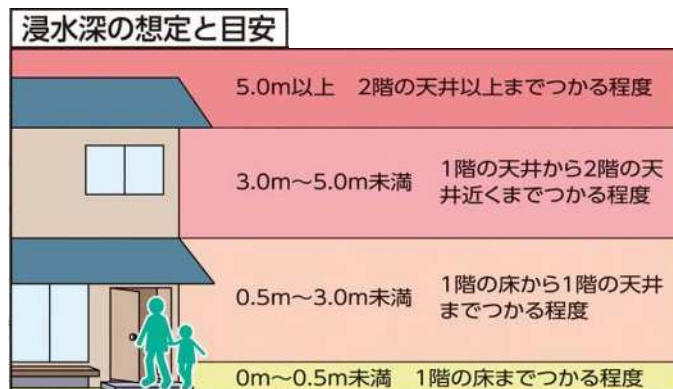 浸水深の想定と目安
5.0m以上　2階の天井以上までつかる程度
3.0m～5.0m未満　1階の天井から2階の天
井近くまでつかる程度
0.5m～3.0m未満　1階の床から1階の天井
までつかる程度
0m～0.5m未満　1階の床までつかる程度